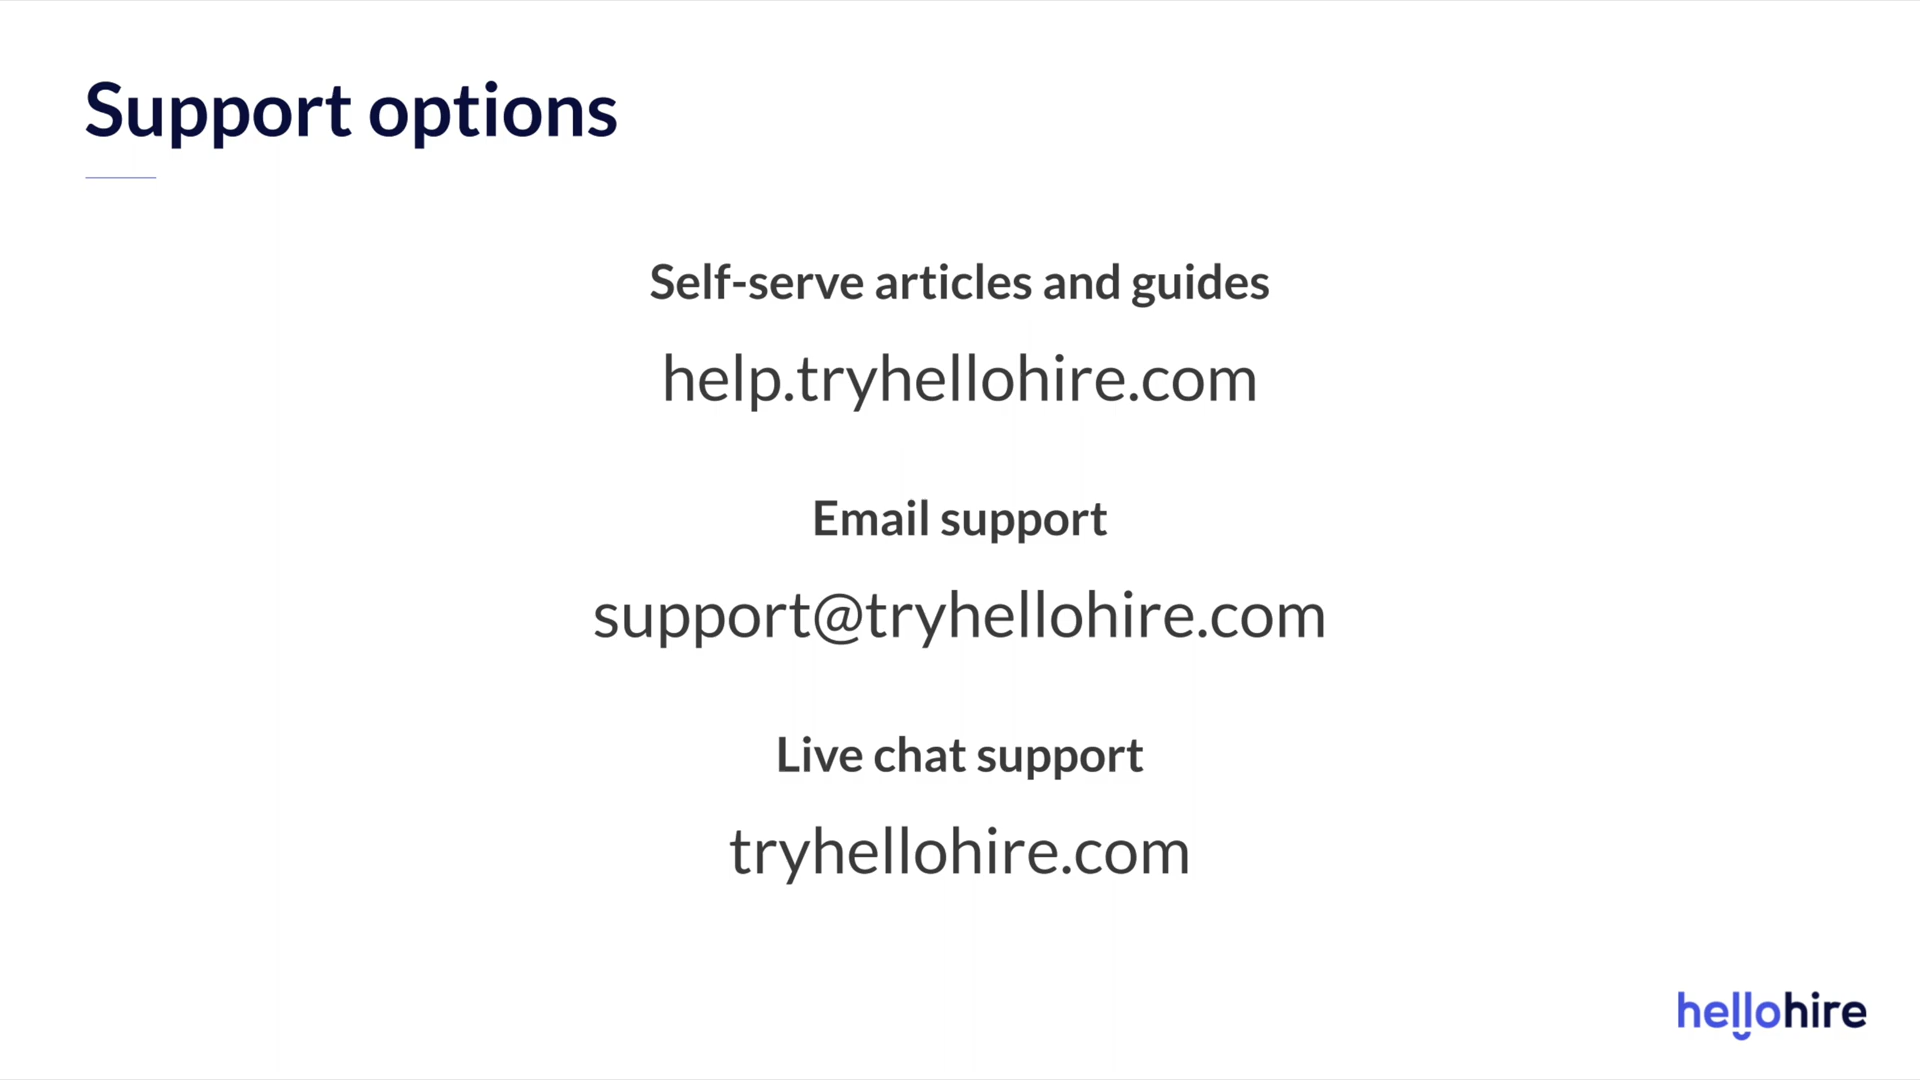 Support options
Self-serve articles and guides
help.tryhellohire.com
Email support
support@tryhellohire.com
Live chat support
tryhellohire.com
hellohire